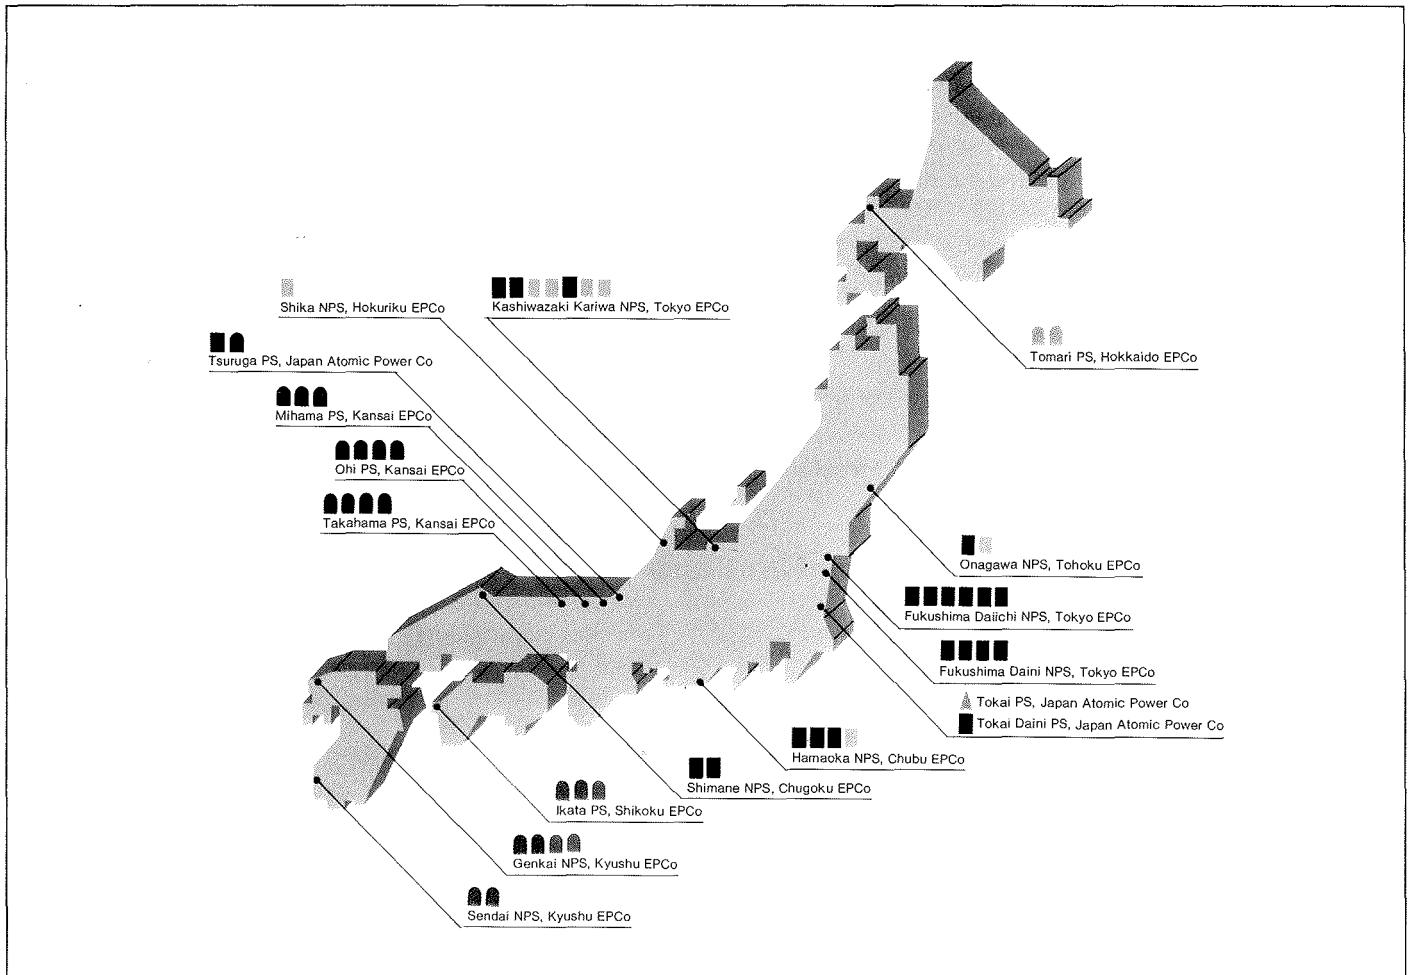 Shika NPS, Hokuriku EPCo
Kashiwazaki Kariwa NPS, Tokyo EPCo
Tomari PS, Hokkaido EPCo
Tsuruga PS, Japan Atomic Power Co
Mihama PS, Kansai EPCo
Ohi PS, Kansai EPCo
Takahama PS, Kansai EPCo
Onagawa NPS, Tohoku EPCo
Fukushima Daiichi NPS, Tokyo EPCo
Fukushima Daini NPS, Tokyo EPCo
Tokai PS, Japan Atomic Power Co
Tokai Daini PS, Japan Atomic Power Co
Hamaoka NPS, Chubu EPCo
Shimane NPS, Chugoku EPCo
Ikata PS, Shikoku EPCo
Genkai NPS, Kyushu EPCo
Sendai NPS, Kyushu EPCo